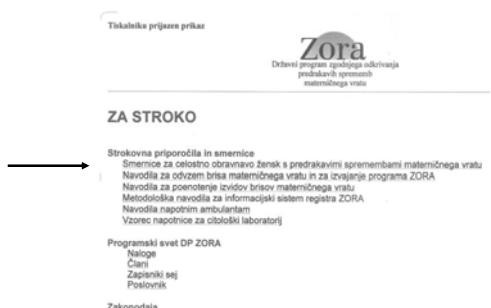 Tiskalniku prijazen prikaz
Zora
Državni program zgodnjega odkrivanja
predrakavih sprememb
materničnega vratu
ZA STROKO
Strokovna priporočila in smernice
Smernice za celostno obravnavo žensk s predrakavimi spremembami materničnega vratu
Navodila za odvzem brisa materničnega vratu in za izvajanje programa ZORA
Navodila za poenotenje izvidov brisov materničnega vratu
Metodološka navodila za informacijski sistem registra ZORA
Navodila napotnim ambulantam
Vzorec napotnice za citološki laboratorij
Programski svet DP ZORA
Naloge
Člani
Zapisniki sej
Poslovnik
Zakonodaja